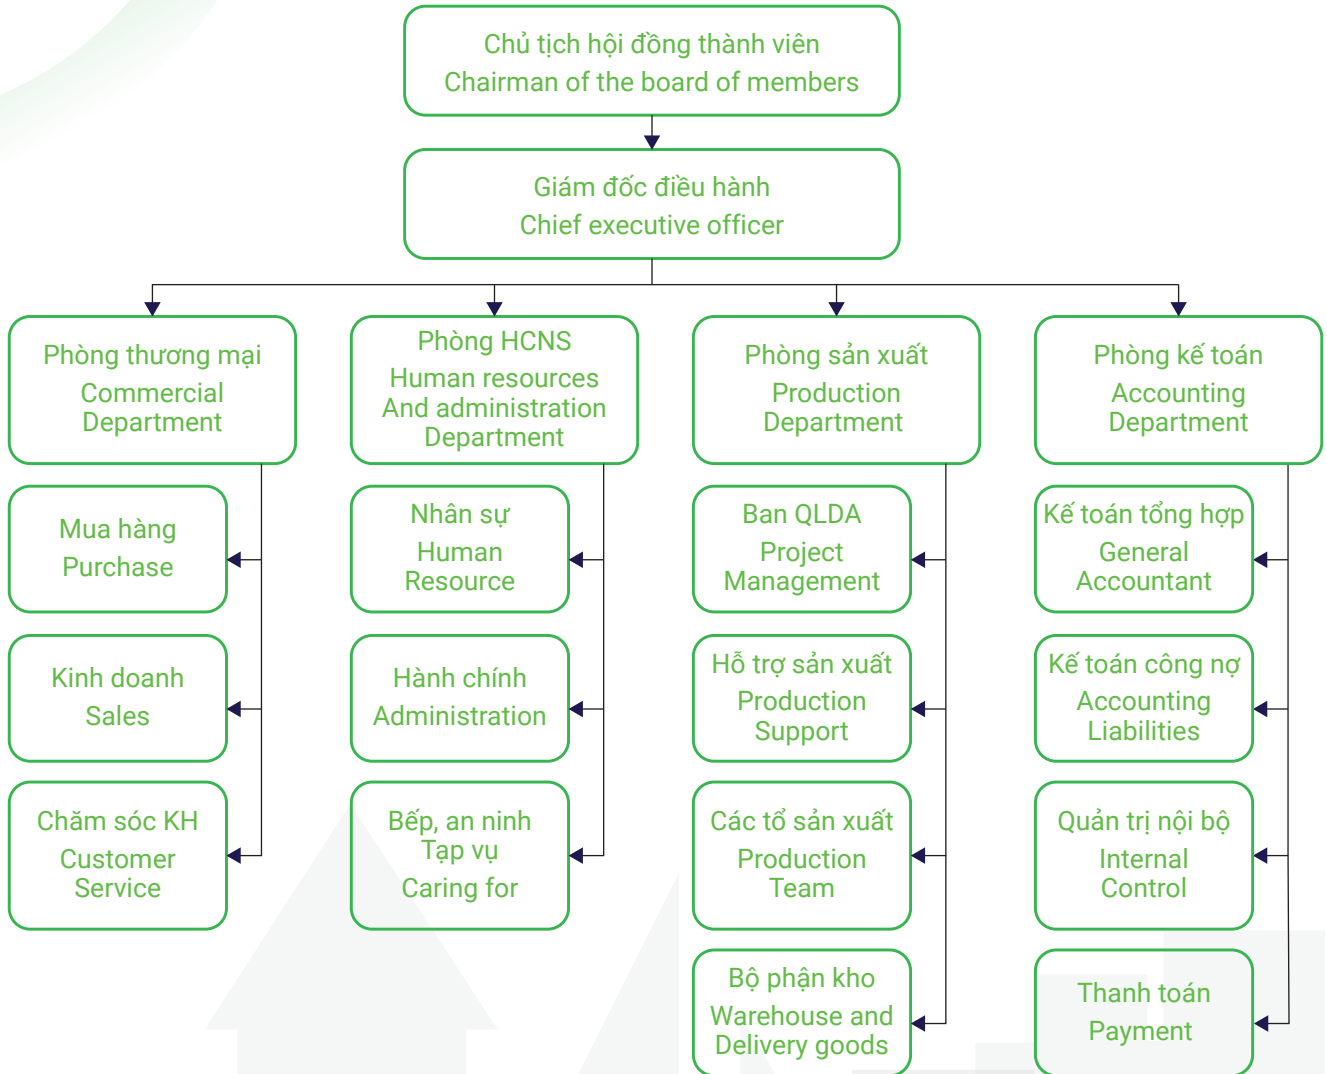 Chủ tịch hội đồng thành viên
Chairman of the board of members
Giám đốc điều hành
Chief executive officer
Phòng thương mại
Commercial
Department
Phòng HCNS
Human resources
And administration
Department
Phòng sản xuất
Production
Department
Phòng kế toán
Accounting
Department
Mua hàng
Purchase
Nhân sự
Human
Resource
Ban QLDA
Project
Management
Kế toán tổng hợp
General
Accountant
Kinh doanh
Sales
Hành chính
Administration
Hỗ trợ sản xuất
Production
Support
Kế toán công nợ
Accounting
Liabilities
Chăm sóc KH
Customer
Service
Bếp, an ninh
Tạp vụ
Caring for
Các tổ sản xuất
Production
Team
Quản trị nội bộ
Internal
Control
Bộ phận kho
Warehouse and
Delivery goods
Thanh toán
Payment